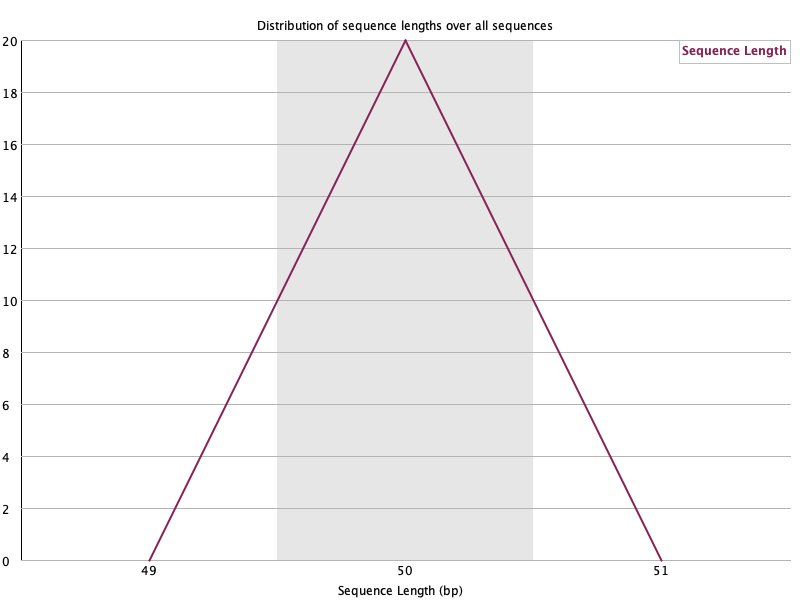 Distribution of sequence lengths over all sequences
Sequence Length
20
18
16
14
12
10
8
6
4
2
0
49 50 51
Sequence Length (bp)